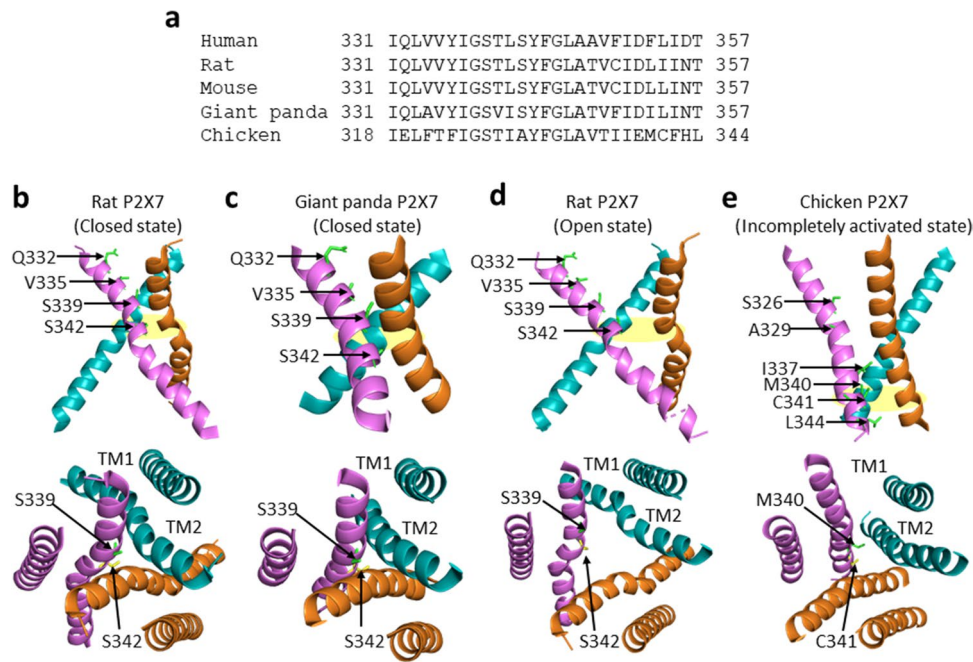 a
Human 331 IQLVVYIGSTLSYFGLAAVFIDFLIDT 357
Rat 331 IQLVVYIGSTLSYFGLATVCIDLIINT 357
Mouse 331 IQLVVYIGSTLSYFGLATVCIDLLINT 357
Giant panda 331 IQLAVYIGSVISYFGLATVFIDILINT 357
Chicken 318 IELFTFIGSTIAYFGLAVTIIEMCFHL 344
b Rat P2X7
(Closed state)
Q332
V335
S339
S342
c Giant panda P2X7
(Closed state)
Q332
V335
S339
S342
d Rat P2X7
(Open state)
Q332
V335
S339
S342
e Chicken P2X7
(Incompletely activated state)
S326
A329
I337
M340
C341
L344
TM1
S339
TM2
S342
TM1
S339
TM2
S342
TM1
S339
TM2
S342
TM1
M340
TM2
C341